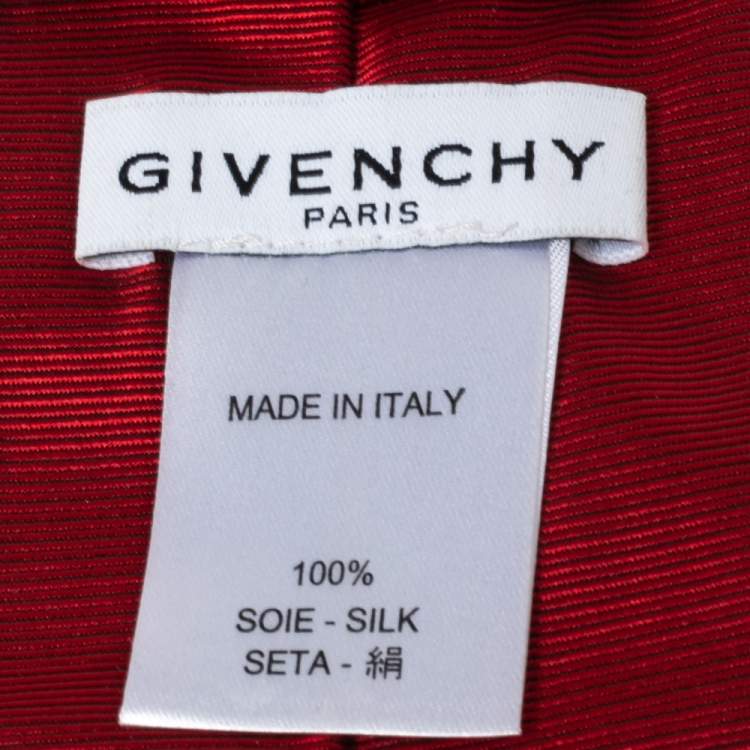 GIVENCHY
PARIS
MADE IN ITALY
100%
SOIE - SILK
SETA - 絹